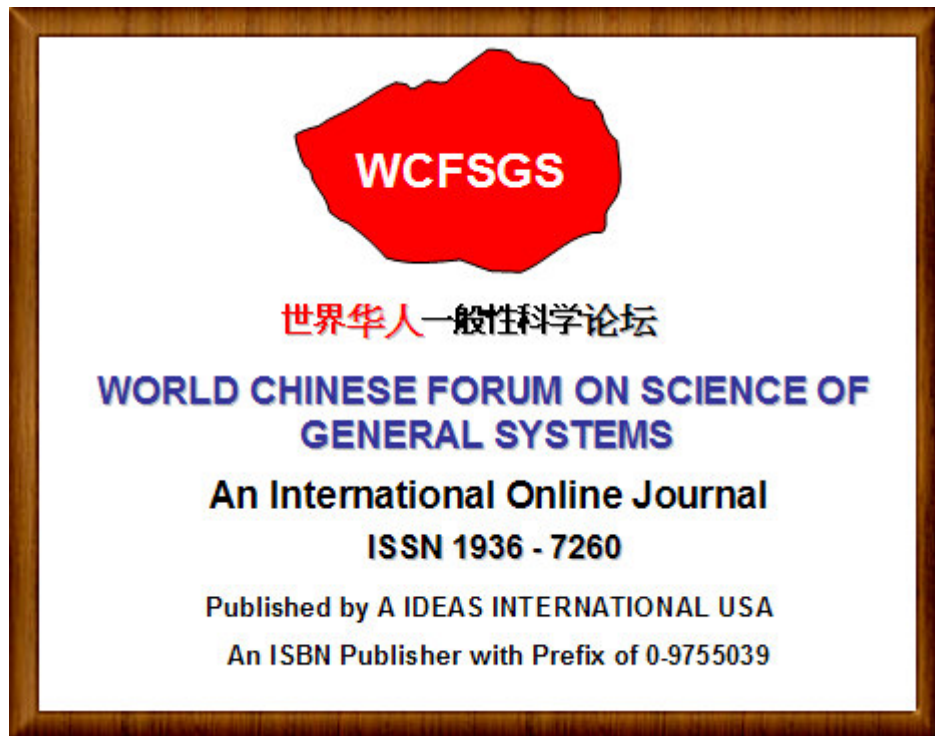 WCFSGS
世界华人一般性科学论坛
WORLD CHINESE FORUM ON SCIENCE OF
GENERAL SYSTEMS
An International Online Journal
ISSN 1936 - 7260
Published by A IDEAS INTERNATIONAL USA
An ISBN Publisher with Prefix of 0-9755039